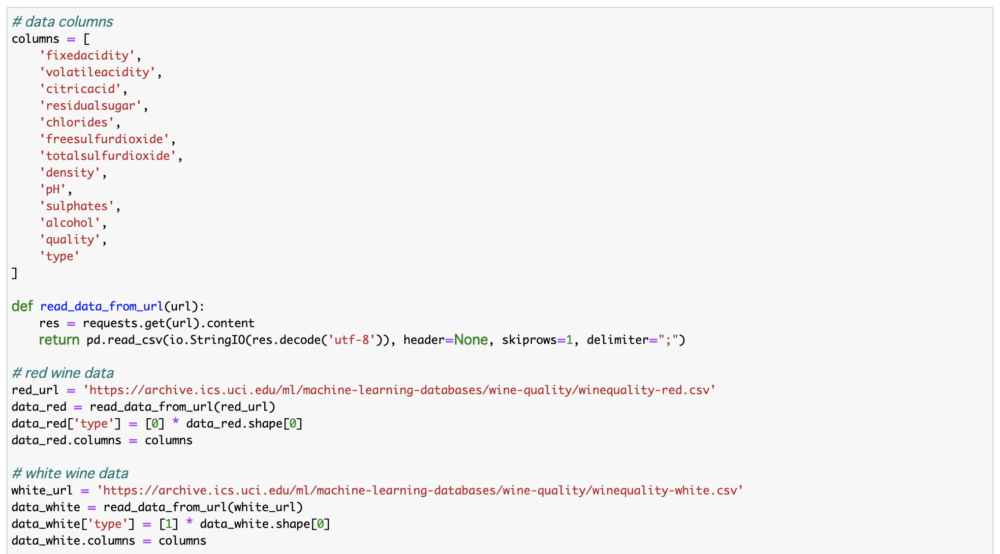 # data columns
columns = [
    'fixedacidity',
    'volatileacidity',
    'citricacid',
    'residualsugar',
    'chlorides',
    'freesulfurdioxide',
    'totalsulfurdioxide',
    'density',
    'pH',
    'sulphates',
    'alcohol',
    'quality',
    'type'
]

def read_data_from_url(url):
    res = requests.get(url).content
    return pd.read_csv(io.StringIO(res.decode('utf-8')), header=None, skiprows=1, delimiter=";")

# red wine data
red_url = 'https://archive.ics.uci.edu/ml/machine-learning-databases/wine-quality/winequality-red.csv'
data_red = read_data_from_url(red_url)
data_red['type'] = [0] * data_red.shape[0]
data_red.columns = columns

# white wine data
white_url = 'https://archive.ics.uci.edu/ml/machine-learning-databases/wine-quality/winequality-white.csv'
data_white = read_data_from_url(white_url)
data_white['type'] = [1] * data_white.shape[0]
data_white.columns = columns